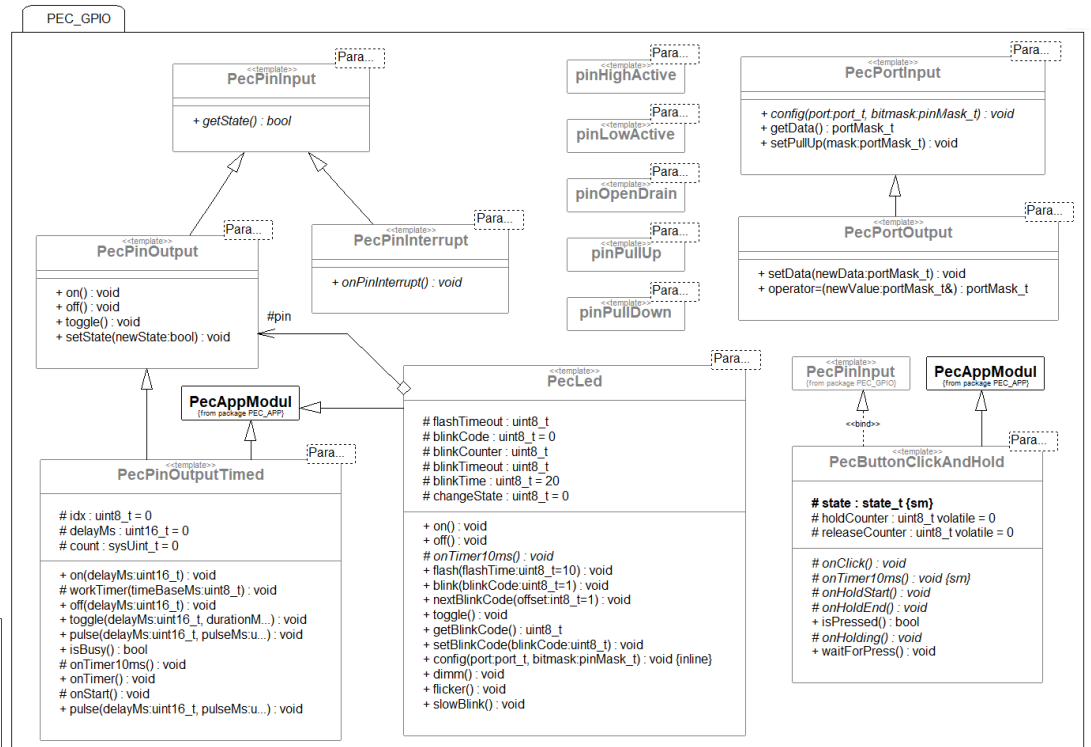 PEC_GPIO
Para...
<<template>>
PecPinInput
+ getState() : bool
Para...
<<template>>
pinHighActive
Para...
<<template>>
pinLowActive
Para...
<<template>>
pinOpenDrain
Para...
<<template>>
pinPullUp
Para...
<<template>>
pinPullDown
Para...
<<template>>
PecPortInput
+ config(port:port_t, bitmask:pinMask_t) : void
+ getData() : portMask_t
+ setPullUp(mask:portMask_t) : void
Para...
<<template>>
PecPinOutput
+ on() : void
+ off() : void
+ toggle() : void
+ setState(newState:bool) : void
Para...
<<template>>
PecPinInterrupt
+ onPinInterrupt() : void
Para...
<<template>>
PecPortOutput
+ setData(newData:portMask_t) : void
+ operator=(newValue:portMask_t&) : portMask_t
#pin
PecAppModul
{from package PEC_APP}
Para...
<<template>>
PecPinOutputTimed
# idx : uint8_t = 0
# delayMs : uint16_t = 0
# count : sysUint_t = 0
+ on(delayMs:uint16_t) : void
# workTimer(timeBaseMs:uint8_t) : void
+ off(delayMs:uint16_t) : void
+ toggle(delayMs:uint16_t, durationM...) : void
+ pulse(delayMs:uint16_t, pulseMs:u...) : void
+ isBusy() : bool
# onTimer10ms() : void
+ onTimer() : void
# onStart() : void
+ pulse(delayMs:uint16_t, pulseMs:u...) : void
Para...
<<template>>
PecLed
# flashTimeout : uint8_t
# blinkCode : uint8_t = 0
# blinkCounter : uint8_t
# blinkTimeout : uint8_t
# blinkTime : uint8_t = 20
# changeState : uint8_t = 0
+ on() : void
+ off() : void
# onTimer10ms() : void
+ flash(flashTime:uint8_t=10) : void
+ blink(blinkCode:uint8_t=1) : void
+ nextBlinkCode(offset:int8_t=1) : void
+ toggle() : void
+ getBlinkCode() : uint8_t
+ setBlinkCode(blinkCode:uint8_t) : void
+ config(port:port_t, bitmask:pinMask_t) : void {inline}
+ dimm() : void
+ flicker() : void
+ slowBlink() : void
<<template>>
PecPinInput
{from package PEC_GPIO}
PecAppModul
{from package PEC_APP}
<<bind>>
Para...
<<template>>
PecButtonClickAndHold
# state : state_t {sm}
# holdCounter : uint8_t volatile = 0
# releaseCounter : uint8_t volatile = 0
# onClick() : void
# onTimer10ms() : void {sm}
# onHoldStart() : void
# onHoldEnd() : void
+ isPressed() : bool
# onHolding() : void
+ waitForPress() : void